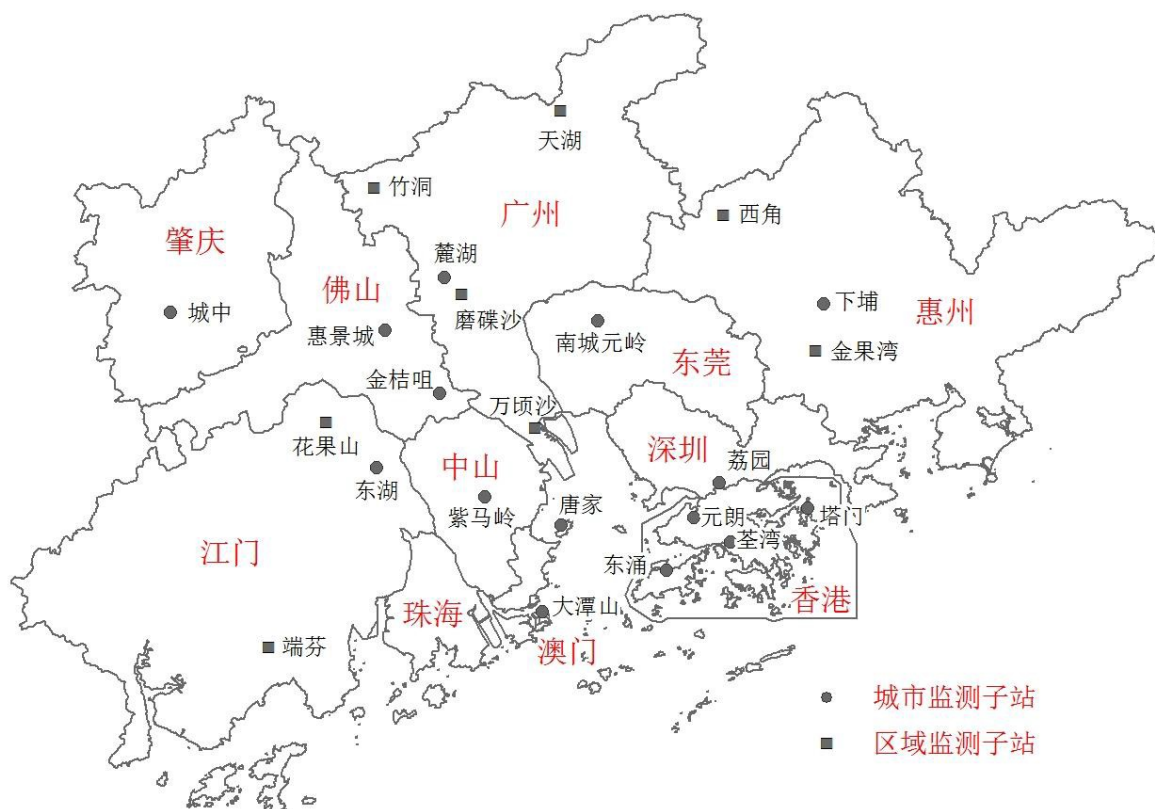 天湖
竹洞
广州
西角
肇庆
麓湖
佛山
城中
磨碟沙
下埔
惠州
惠景城
南城元岭
金果湾
东莞
金桔咀
万顷沙
花果山
深圳
荔园
东湖
中山
紫马岭
唐家
元朗
塔门
荃湾
江门
东涌
香港
珠海
大潭山
端芬
澳门
城市监测子站
区域监测子站